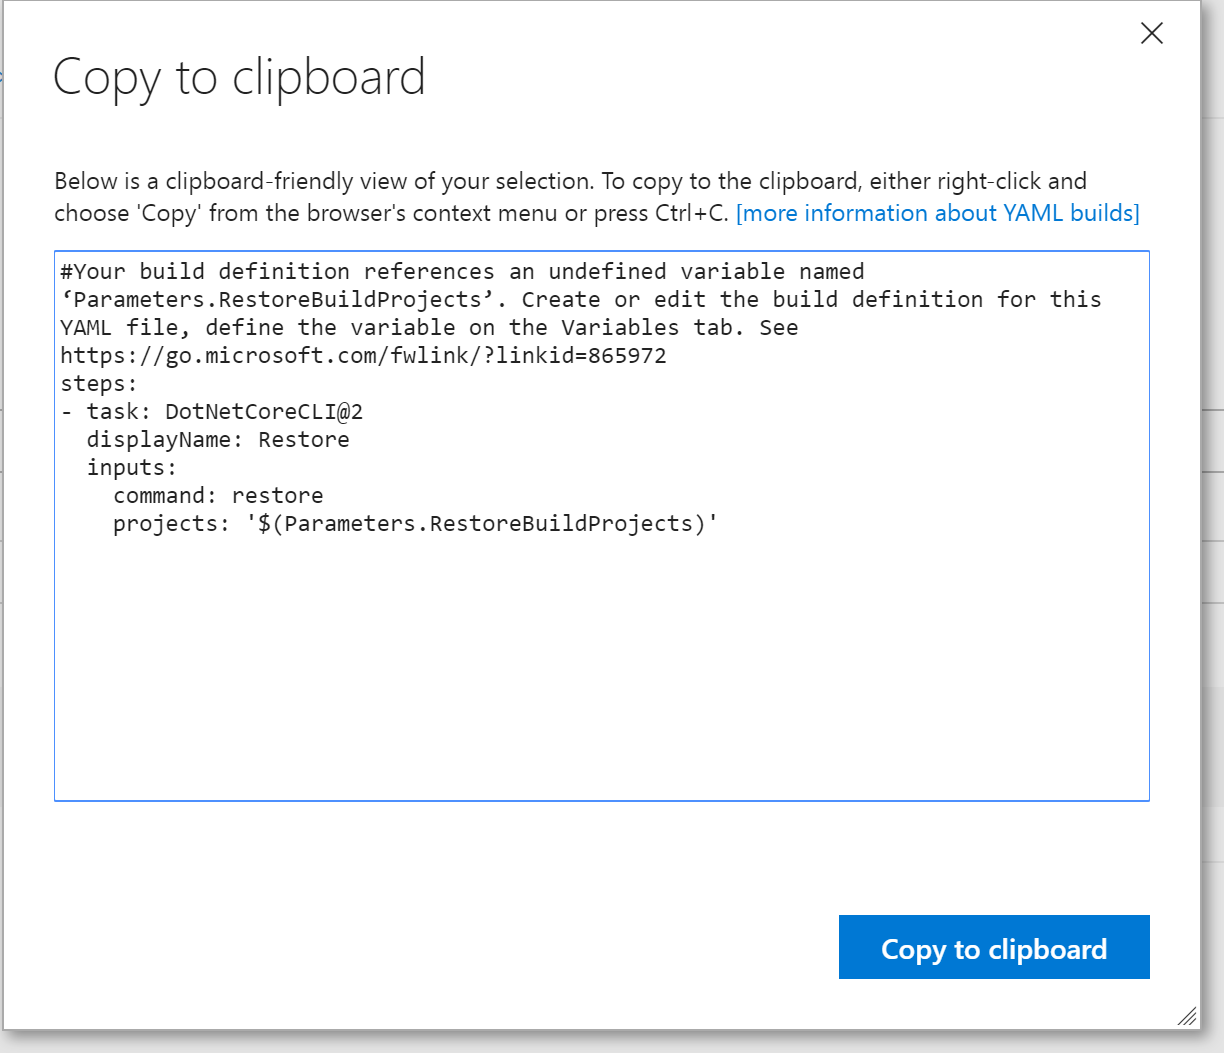 Copy to clipboard
Below is a clipboard-friendly view of your selection. To copy to the clipboard, either right-click and
choose 'Copy' from the browser's context menu or press Ctrl+C. [more information about YAML builds]
#Your build definition references an undefined variable named
‘Parameters.RestoreBuildProjects’. Create or edit the build definition for this
YAML file, define the variable on the Variables tab. See
https://go.microsoft.com/fwlink/?linkid=865972
steps:
- task: DotNetCoreCLI@2
  displayName: Restore
  inputs:
    command: restore
    projects: '$(Parameters.RestoreBuildProjects)'
Copy to clipboard